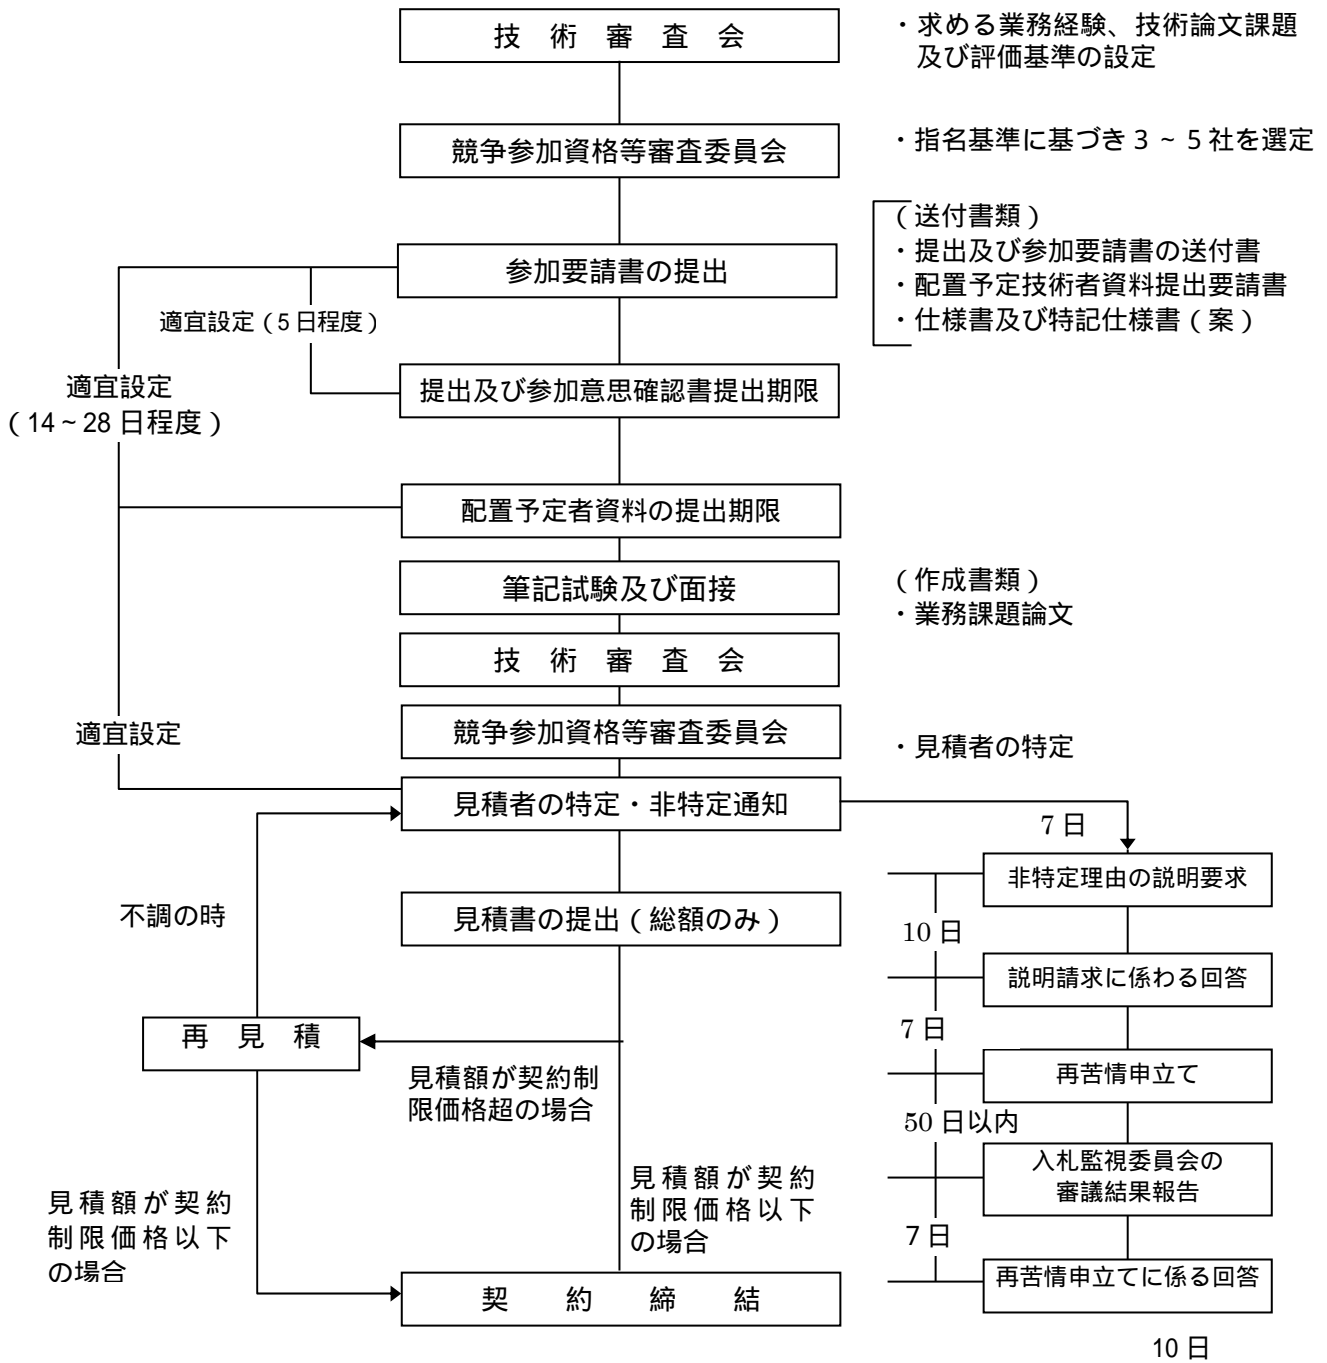 技 術 審 査 会
・求める業務経験、技術論文課題
及び評価基準の設定
競争参加資格等審査委員会
・指名基準に基づき3~5社を選定
(送付書類)
・提出及び参加要請書の送付書
・配置予定技術者資料提出要請書
・仕様書及び特記仕様書(案)
参加要請書の提出
適宜設定(5日程度)
適宜設定
(14~28日程度)
提出及び参加意思確認書提出期限
配置予定者資料の提出期限
筆記試験及び面接
(作成書類)
・業務課題論文
技 術 審 査 会
競争参加資格等審査委員会
適宜設定
・見積者の特定
見積者の特定・非特定通知
7日
非特定理由の説明要求
不調の時
見積書の提出(総額のみ)
10日
説明請求に係わる回答
7日
再 見 積
見積額が契約制
限価格超の場合
再苦情申立て
50日以内
入札監視委員会の
審議結果報告
見積額が契約
制限価格以下
の場合
見積額が契約
制限価格以下
の場合
7日
再苦情申立てに係る回答
契 約 締 結
10日